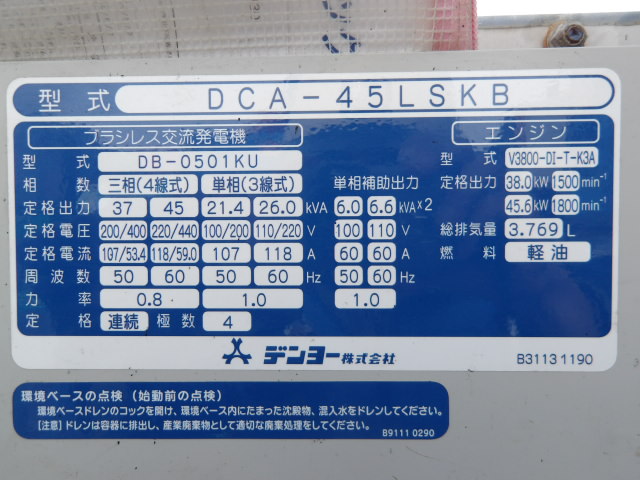 型式 DCA-45LSKB
ブラシレス交流発電機 エンジン
型式 DB-0501KU 型式 V3800-DI-T-K3A
相数 三相(4線式) 単相(3線式) 単相補助出力 定格出力 38.0 kW 1500 min⁻¹
定格出力 37 45 21.4 26.0 kVA 6.0 6.6 kVA×2 45.6 kW 1800 min⁻¹
定格電圧 200/400 220/440 100/200 110/220 V 100 110 V 総排気量 3.769 L
定格電流 107/53.4 118/59.0 107 118 A 60 60 A 燃料 軽油
周波数 50 60 50 60 Hz 50 60 Hz
力率 0.8 1.0 1.0
定格 連続 極数 4
デンヨー株式会社 B31131190
環境ベースの点検(始動前の点検)
環境ベースドレンのコックを開け、環境ベース内にたまった沈殿物、混入水をドレンしてください。
[注意]ドレンは容器に排出し、産業廃棄物として適切な廃棄処理をしてください。
B91110290